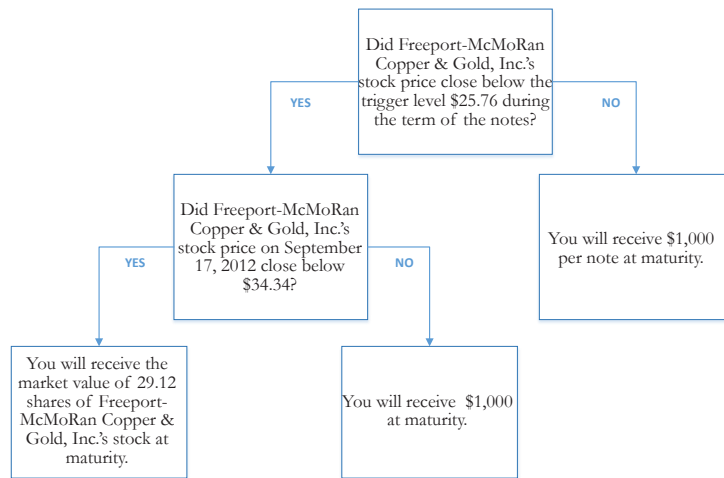 Did Freeport-McMoRan
Copper & Gold, Inc.'s
stock price close below the
trigger level $25.76 during
the term of the notes?
YES
NO
Did Freeport-McMoRan
Copper & Gold, Inc.'s
stock price on September
17, 2012 close below
$34.34?
You will receive $1,000
per note at maturity.
YES
NO
You will receive the
market value of 29.12
shares of Freeport-
McMoRan Copper &
Gold, Inc.'s stock at
maturity.
You will receive $1,000
at maturity.